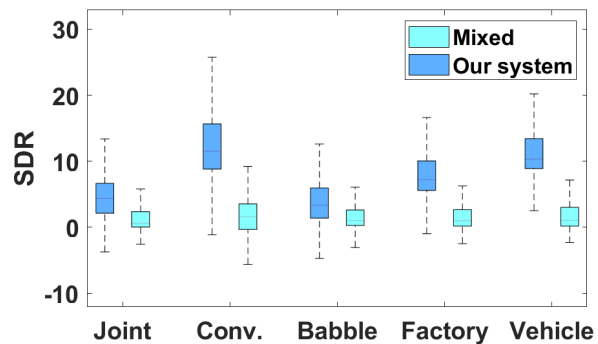 SDR
30
20
10
0
-10
Mixed
Our system
Joint Conv. Babble Factory Vehicle